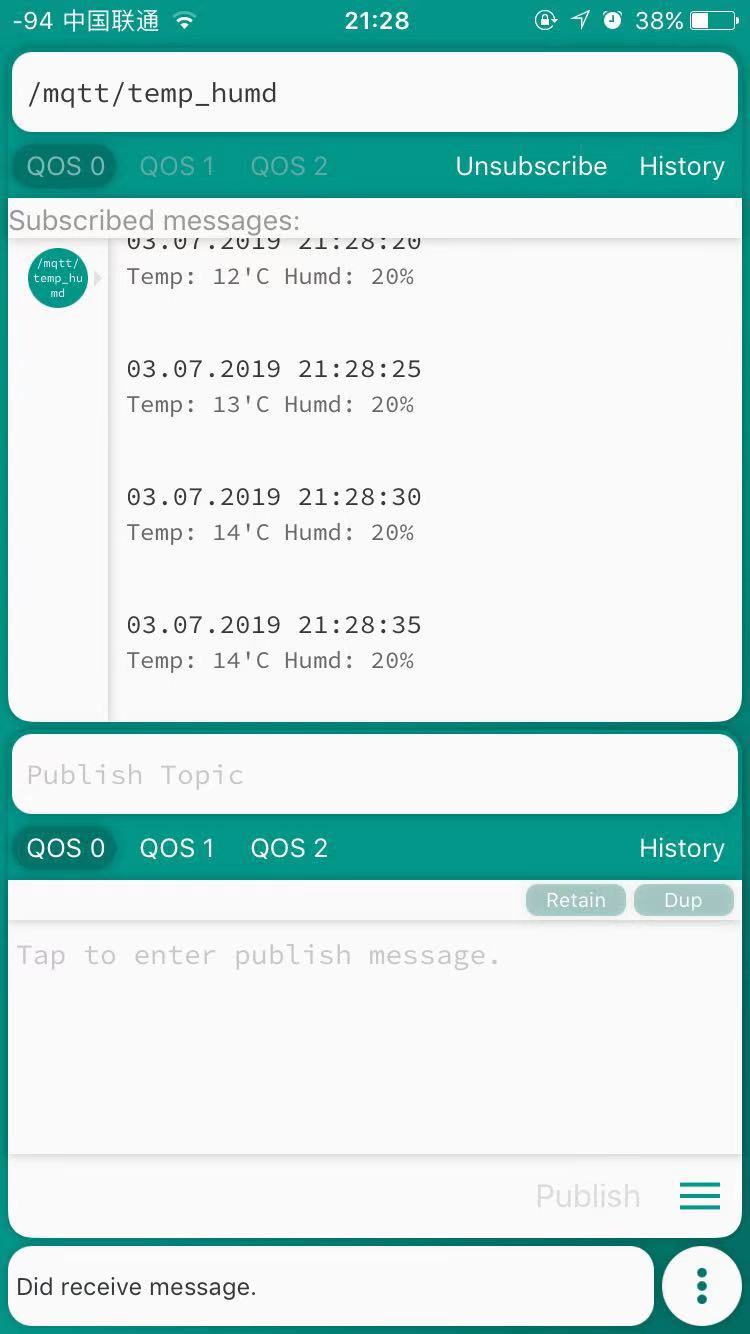 -94 中国联通 21:28 38%
/mqtt/temp_humd
QOS 0 QOS 1 QOS 2 Unsubscribe History
Subscribed messages:
03.07.2019 21:28:20
/mqtt/
temp_hu
md
Temp: 12'C Humd: 20%
03.07.2019 21:28:25
Temp: 13'C Humd: 20%
03.07.2019 21:28:30
Temp: 14'C Humd: 20%
03.07.2019 21:28:35
Temp: 14'C Humd: 20%
Publish Topic
QOS 0 QOS 1 QOS 2 History
Retain Dup
Tap to enter publish message.
Publish
Did receive message.